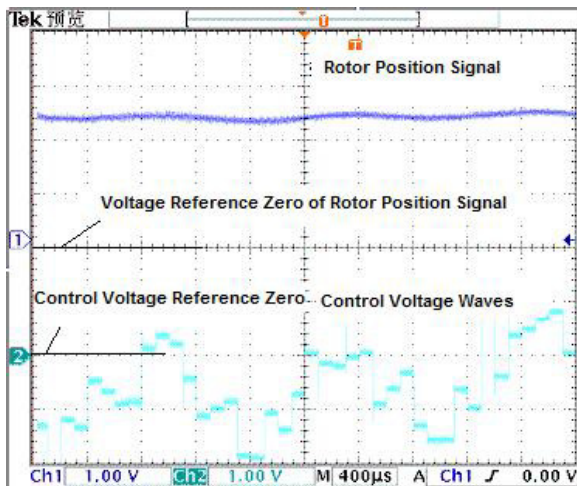 Tek 预览
T
T
Rotor Position Signal
Voltage Reference Zero of Rotor Position Signal
1
Control Voltage Reference Zero
Control Voltage Waves
2
Ch1 1.00 V Ch2 1.00 V M 400µs A Ch1 ƒ 0.00 V